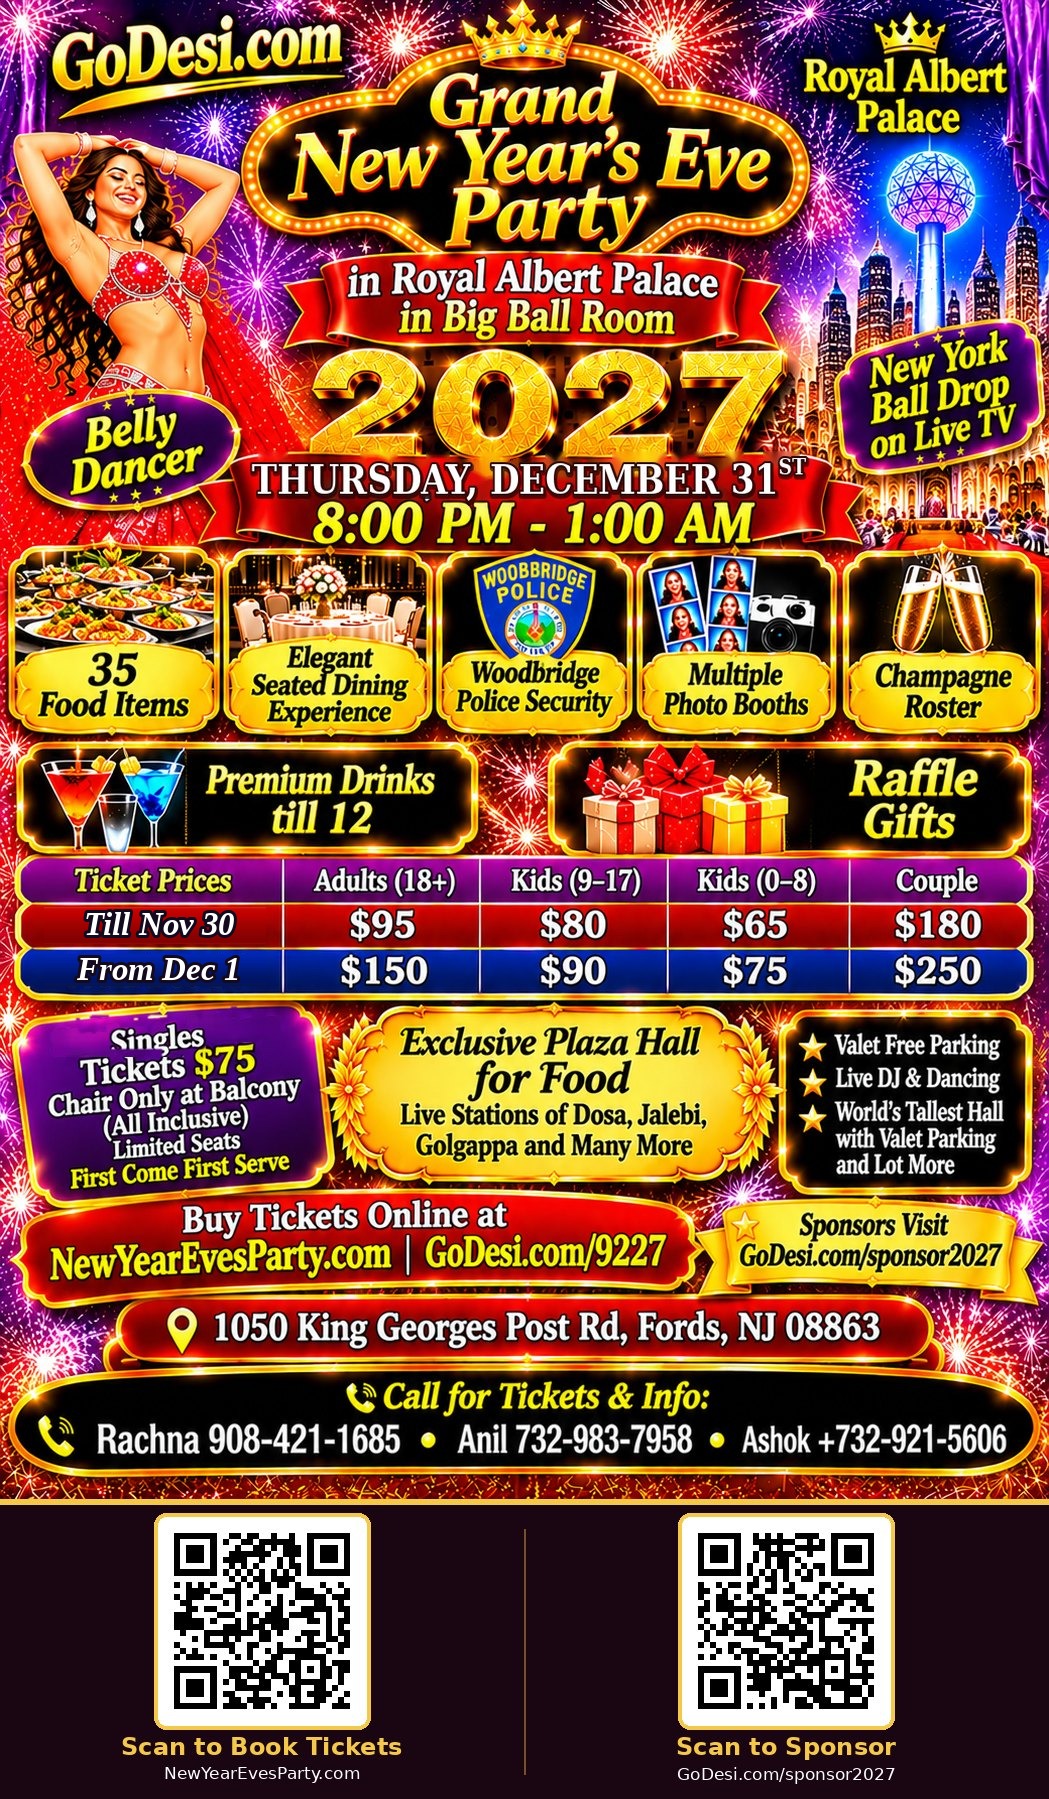 GoDesi.com
Royal Albert
Palace
Grand
New Year's Eve
Party
in Royal Albert Palace
in Big Ball Room
2027
New York
Ball Drop
on Live TV
Belly
Dancer
THURSDAY, DECEMBER 31ST
8:00 PM - 1:00 AM
WOOBBRIDGE
POLICE
35
Food Items
Elegant
Seated Dining
Experience
Woodbridge
Police Security
Multiple
Photo Booths
Champagne
Roster
Premium Drinks
till 12
Raffle
Gifts
Ticket Prices Adults (18+) Kids (9–17) Kids (0–8) Couple
Till Nov 30 $95 $80 $65 $180
From Dec 1 $150 $90 $75 $250
Singles
Tickets $75
Chair Only at Balcony
(All Inclusive)
Limited Seats
First Come First Serve
Exclusive Plaza Hall
for Food
Live Stations of Dosa, Jalebi,
Golgappa and Many More
Valet Free Parking
Live DJ & Dancing
World's Tallest Hall
with Valet Parking
and Lot More
Buy Tickets Online at
NewYearEvesParty.com | GoDesi.com/9227
Sponsors Visit
GoDesi.com/sponsor2027
1050 King Georges Post Rd, Fords, NJ 08863
Call for Tickets & Info:
Rachna 908-421-1685 • Anil 732-983-7958 • Ashok +732-921-5606
Scan to Book Tickets
NewYearEvesParty.com
Scan to Sponsor
GoDesi.com/sponsor2027